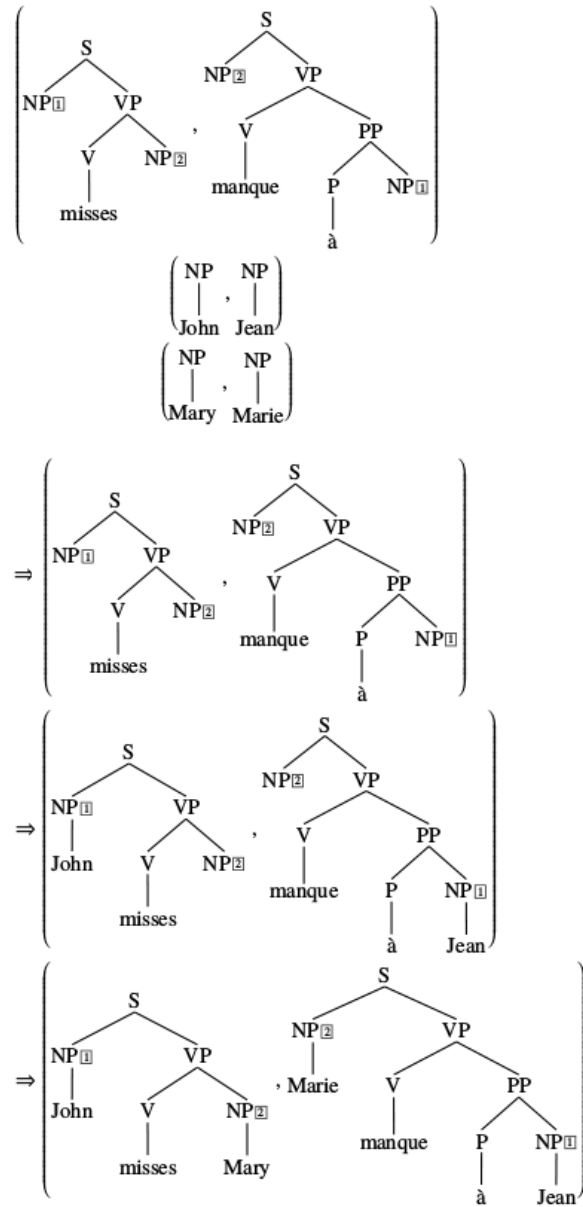 S S
NP1 VP , NP2 VP
V NP2 V PP
misses manque P NP1
à
NP , NP
John Jean
NP , NP
Mary Marie
S S
⇒ NP1 VP , NP2 VP
V NP2 V PP
misses manque P NP1
à
S S
⇒ NP1 VP , NP2 VP
John V NP2 V PP
misses manque P NP1
à Jean
S S
⇒ NP1 VP , NP2 VP
John V NP2 Marie V PP
misses Mary manque P NP1
à Jean